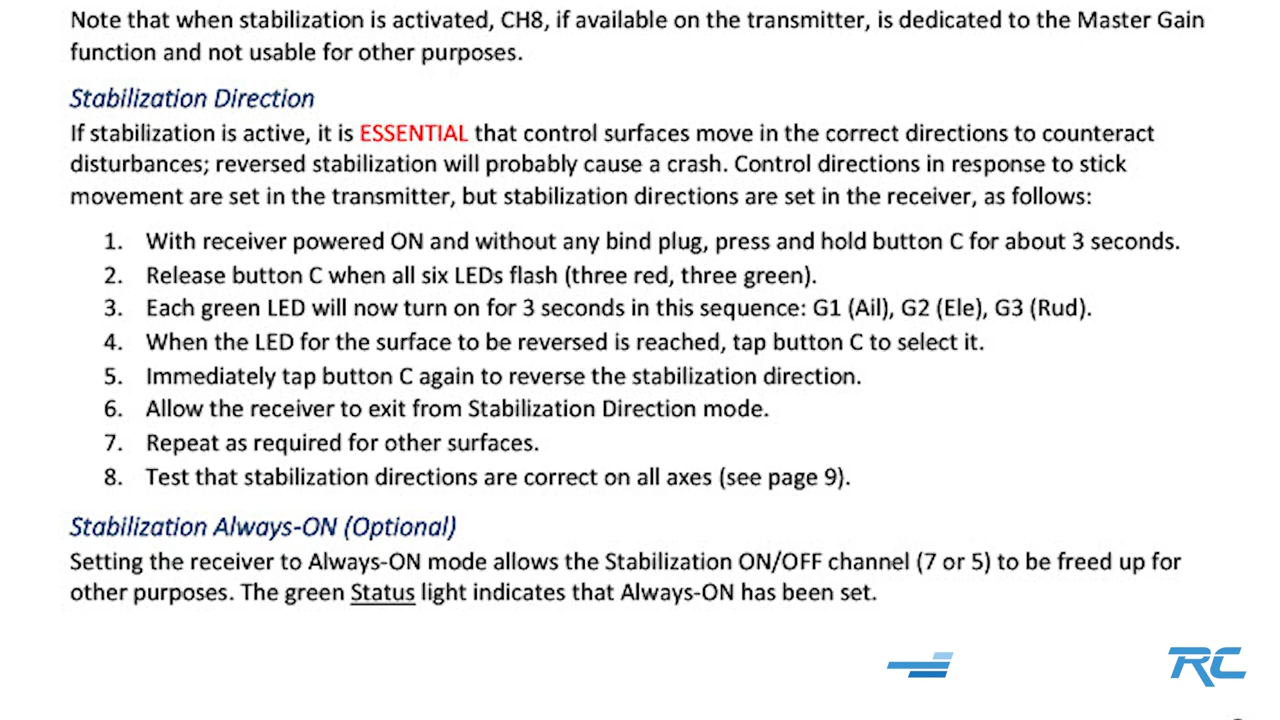 Note that when stabilization is activated, CH8, if available on the transmitter, is dedicated to the Master Gain
function and not usable for other purposes.
Stabilization Direction
If stabilization is active, it is ESSENTIAL that control surfaces move in the correct directions to counteract
disturbances; reversed stabilization will probably cause a crash. Control directions in response to stick
movement are set in the transmitter, but stabilization directions are set in the receiver, as follows:
1. With receiver powered ON and without any bind plug, press and hold button C for about 3 seconds.
2. Release button C when all six LEDs flash (three red, three green).
3. Each green LED will now turn on for 3 seconds in this sequence: G1 (Ail), G2 (Ele), G3 (Rud).
4. When the LED for the surface to be reversed is reached, tap button C to select it.
5. Immediately tap button C again to reverse the stabilization direction.
6. Allow the receiver to exit from Stabilization Direction mode.
7. Repeat as required for other surfaces.
8. Test that stabilization directions are correct on all axes (see page 9).
Stabilization Always-ON (Optional)
Setting the receiver to Always-ON mode allows the Stabilization ON/OFF channel (7 or 5) to be freed up for
other purposes. The green Status light indicates that Always-ON has been set.
RC